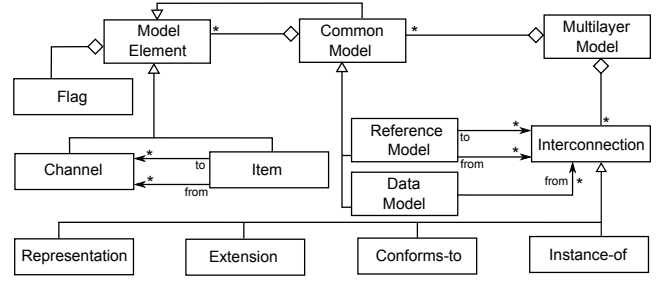 Model
Element
*
Common
Model
*
Multilayer
Model
Flag
*
Reference
Model
to
*
from
*
Interconnection
Channel
*
to
*
from
Item
Data
Model
from
*
Representation
Extension
Conforms-to
Instance-of